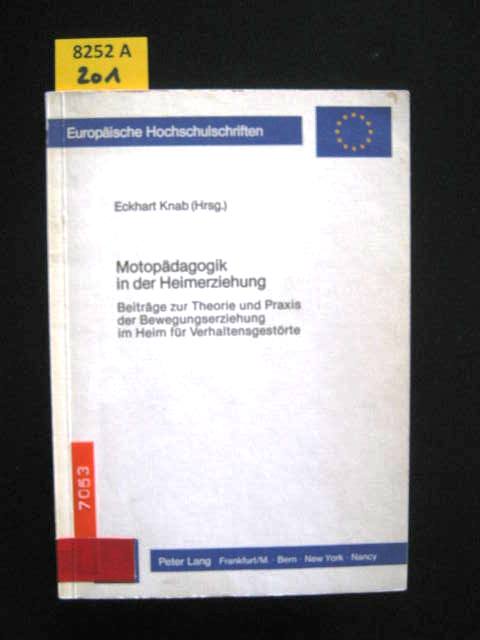 8252 A
201
Europäische Hochschulschriften
Eckhart Knab (Hrsg.)
Motopädagogik
in der Heimerziehung
Beiträge zur Theorie und Praxis
der Bewegungserziehung
im Heim für Verhaltensgestörte
7053
Peter Lang Frankfurt/M. · Bern · New York · Nancy